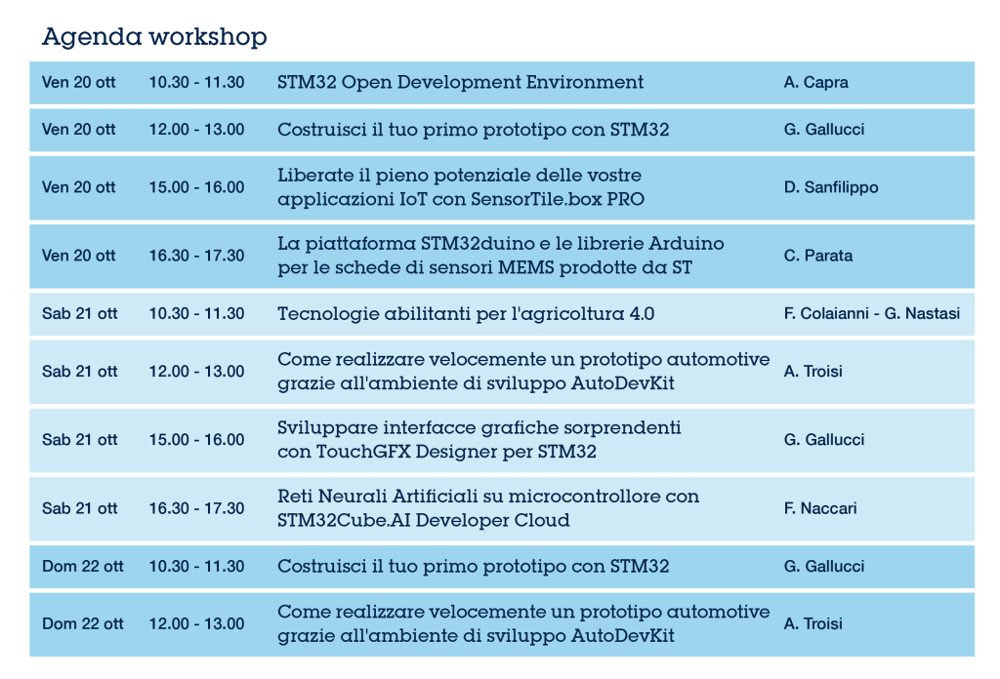 Agenda workshop
Ven 20 ott 10.30 - 11.30 STM32 Open Development Environment A. Capra
Ven 20 ott 12.00 - 13.00 Costruisci il tuo primo prototipo con STM32 G. Gallucci
Ven 20 ott 15.00 - 16.00 Liberate il pieno potenziale delle vostre
applicazioni IoT con SensorTile.box PRO D. Sanfilippo
Ven 20 ott 16.30 - 17.30 La piattaforma STM32duino e le librerie Arduino
per le schede di sensori MEMS prodotte da ST C. Parata
Sab 21 ott 10.30 - 11.30 Tecnologie abilitanti per l'agricoltura 4.0 F. Colaianni - G. Nastasi
Sab 21 ott 12.00 - 13.00 Come realizzare velocemente un prototipo automotive
grazie all'ambiente di sviluppo AutoDevKit A. Troisi
Sab 21 ott 15.00 - 16.00 Sviluppare interfacce grafiche sorprendenti
con TouchGFX Designer per STM32 G. Gallucci
Sab 21 ott 16.30 - 17.30 Reti Neurali Artificiali su microcontrollore con
STM32Cube.AI Developer Cloud F. Naccari
Dom 22 ott 10.30 - 11.30 Costruisci il tuo primo prototipo con STM32 G. Gallucci
Dom 22 ott 12.00 - 13.00 Come realizzare velocemente un prototipo automotive
grazie all'ambiente di sviluppo AutoDevKit A. Troisi